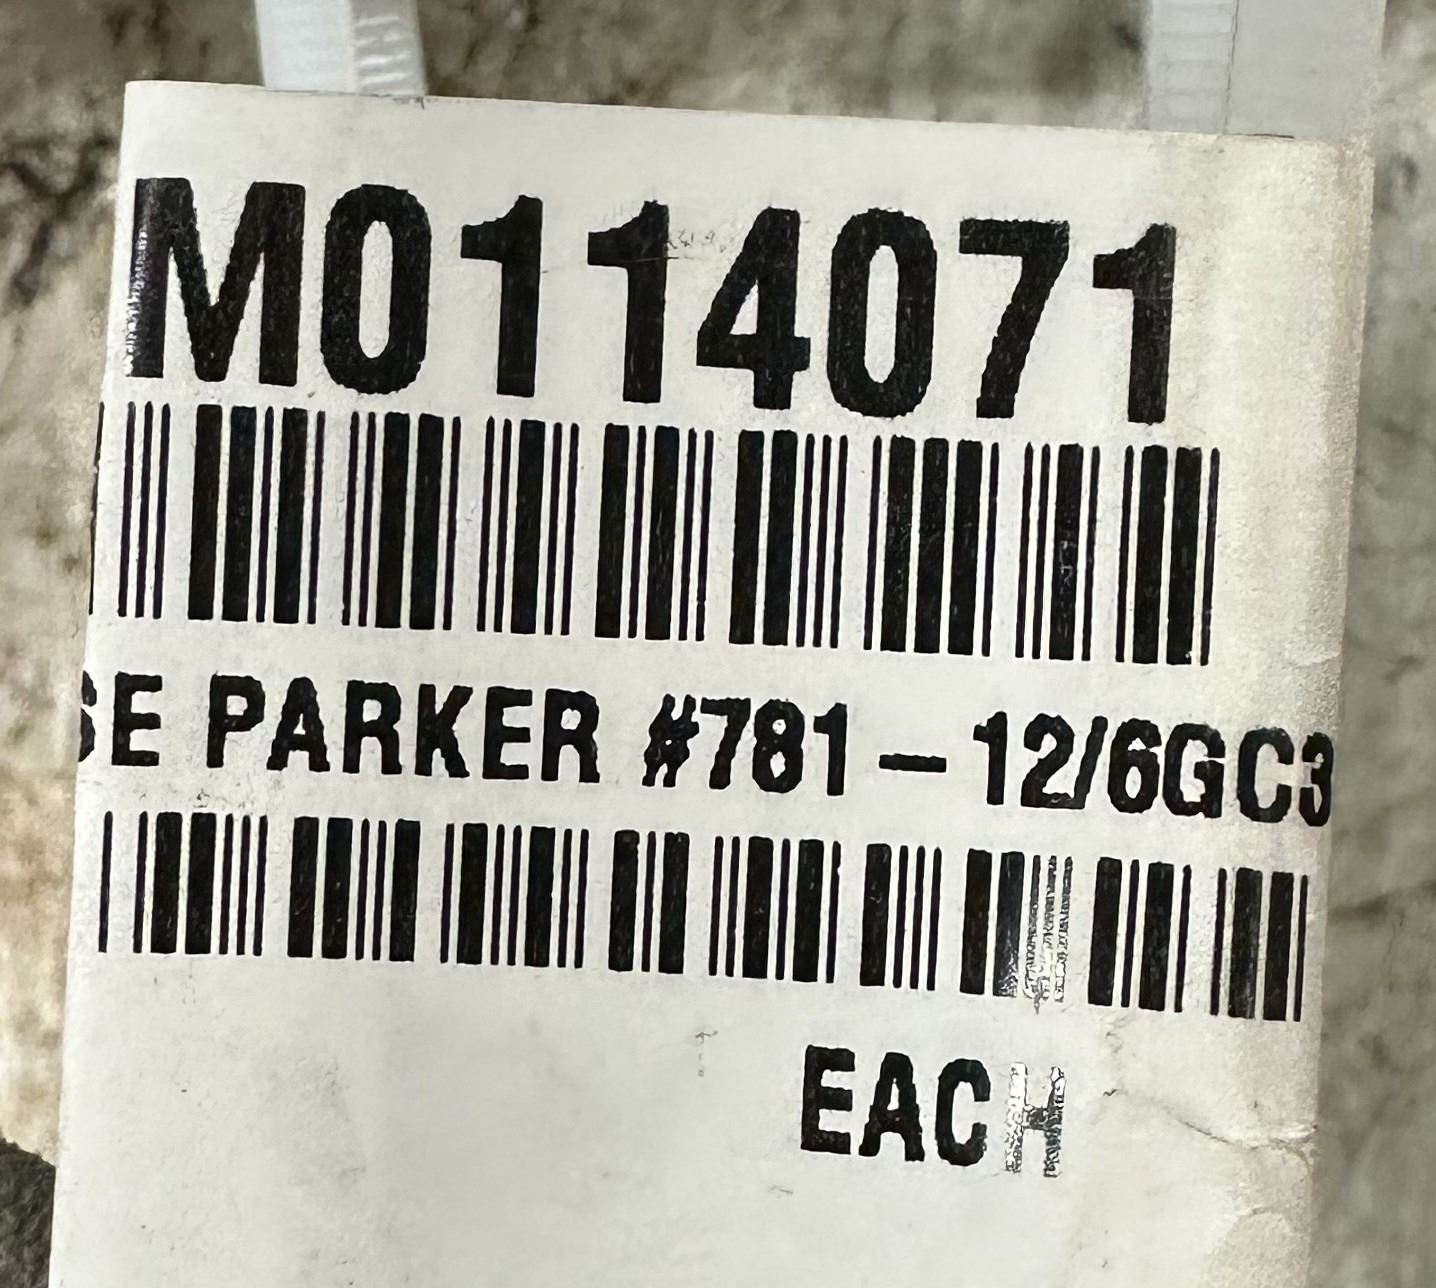 M0114071
SE PARKER #781-12/6GC3
EACH